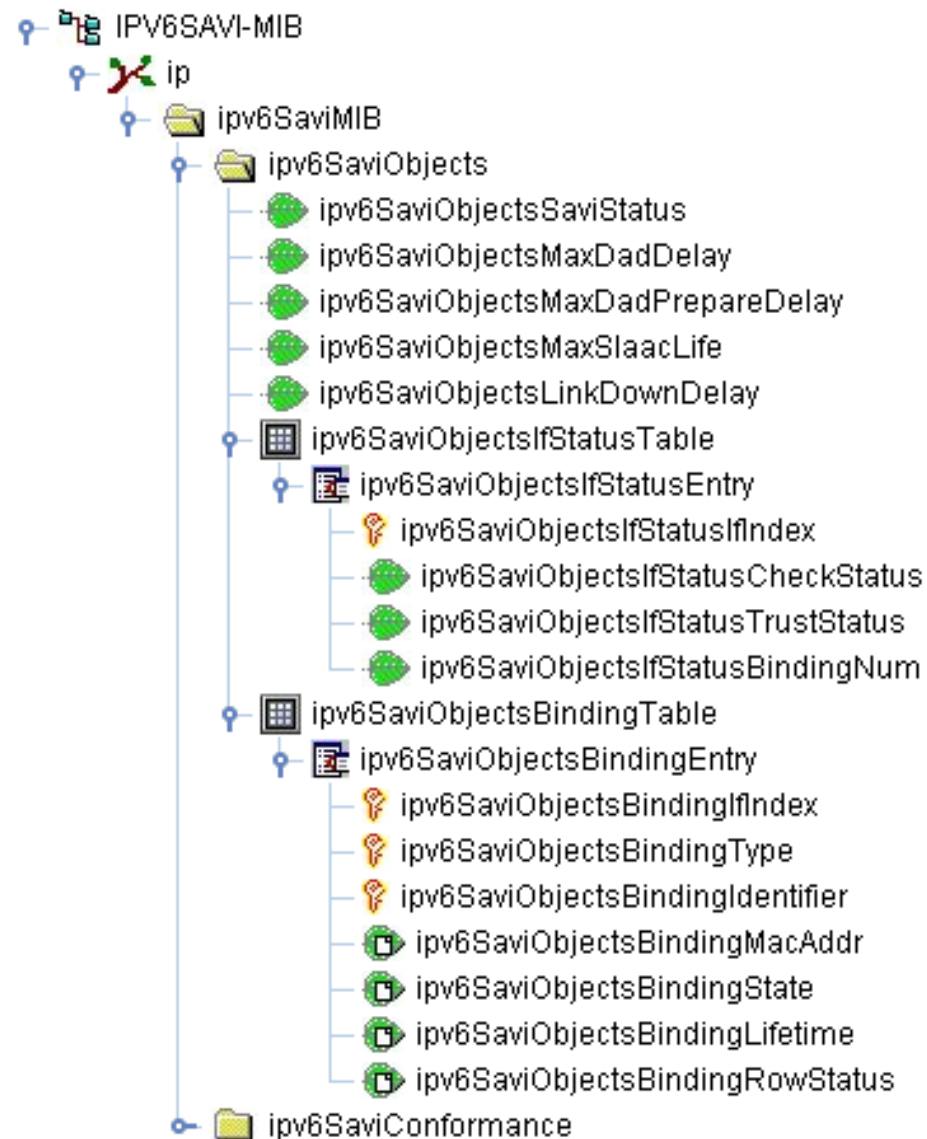 IPV6SAVI-MIB
ip
ipv6SaviMIB
ipv6SaviObjects
ipv6SaviObjectsSaviStatus
ipv6SaviObjectsMaxDadDelay
ipv6SaviObjectsMaxDadPrepareDelay
ipv6SaviObjectsMaxSlaacLife
ipv6SaviObjectsLinkDownDelay
ipv6SaviObjectsIfStatusTable
ipv6SaviObjectsIfStatusEntry
ipv6SaviObjectsIfStatusIfIndex
ipv6SaviObjectsIfStatusCheckStatus
ipv6SaviObjectsIfStatusTrustStatus
ipv6SaviObjectsIfStatusBindingNum
ipv6SaviObjectsBindingTable
ipv6SaviObjectsBindingEntry
ipv6SaviObjectsBindingIfIndex
ipv6SaviObjectsBindingType
ipv6SaviObjectsBindingIdentifier
ipv6SaviObjectsBindingMacAddr
ipv6SaviObjectsBindingState
ipv6SaviObjectsBindingLifetime
ipv6SaviObjectsBindingRowStatus
ipv6SaviConformance